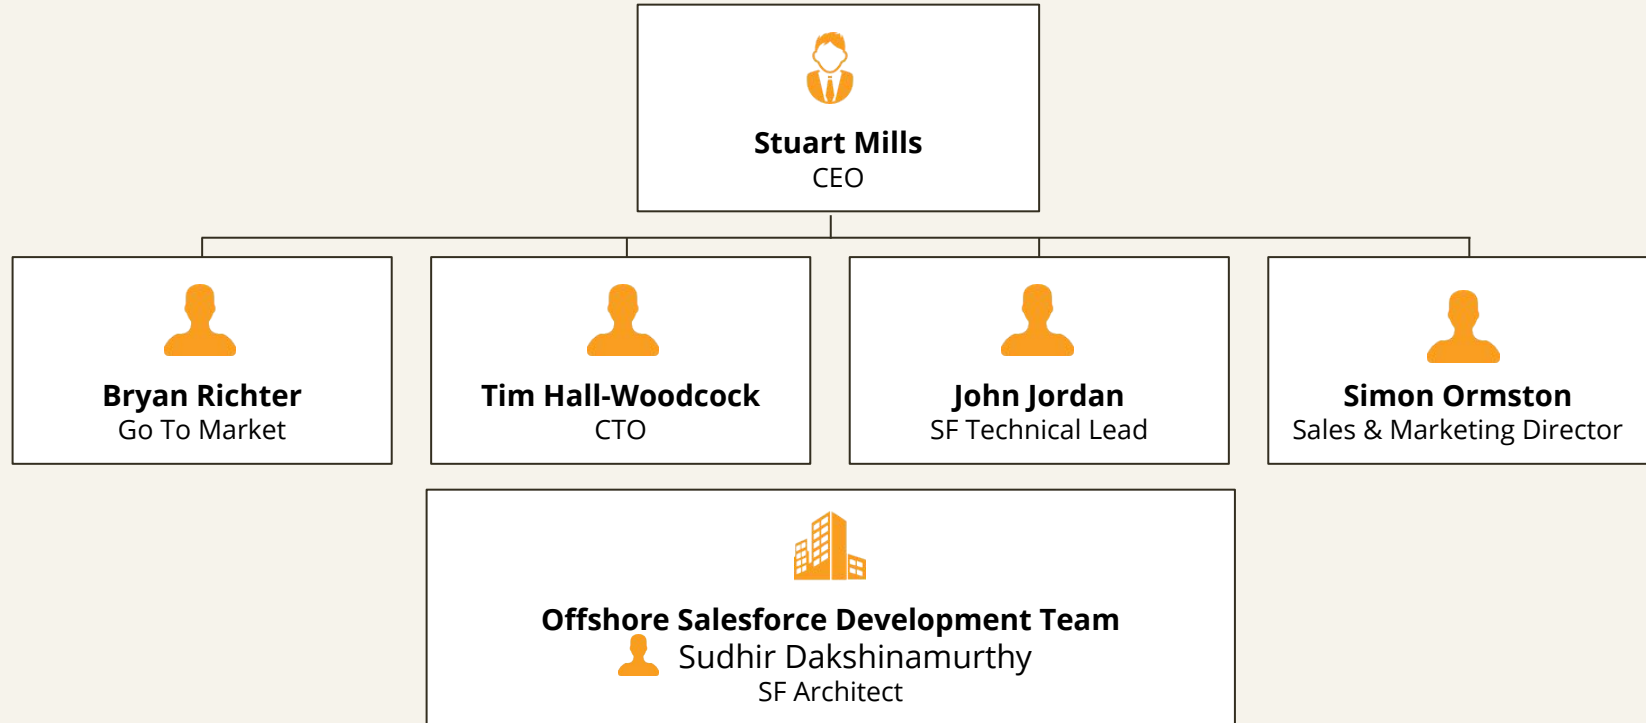 Stuart Mills
CEO
Bryan Richter
Go To Market
Tim Hall-Woodcock
CTO
John Jordan
SF Technical Lead
Simon Ormston
Sales & Marketing Director
Offshore Salesforce Development Team
Sudhir Dakshinamurthy
SF Architect